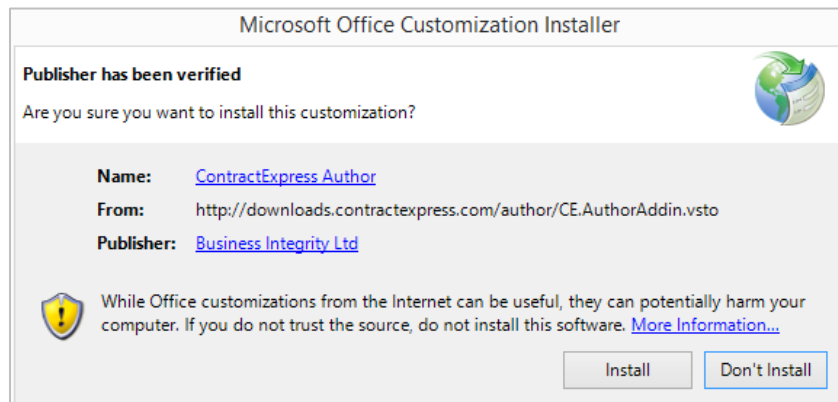 Microsoft Office Customization Installer
Publisher has been verified
Are you sure you want to install this customization?
Name: ContractExpress Author
From: http://downloads.contractexpress.com/author/CE.AuthorAddin.vsto
Publisher: Business Integrity Ltd
While Office customizations from the Internet can be useful, they can potentially harm your
computer. If you do not trust the source, do not install this software. More Information...
Install Don't Install